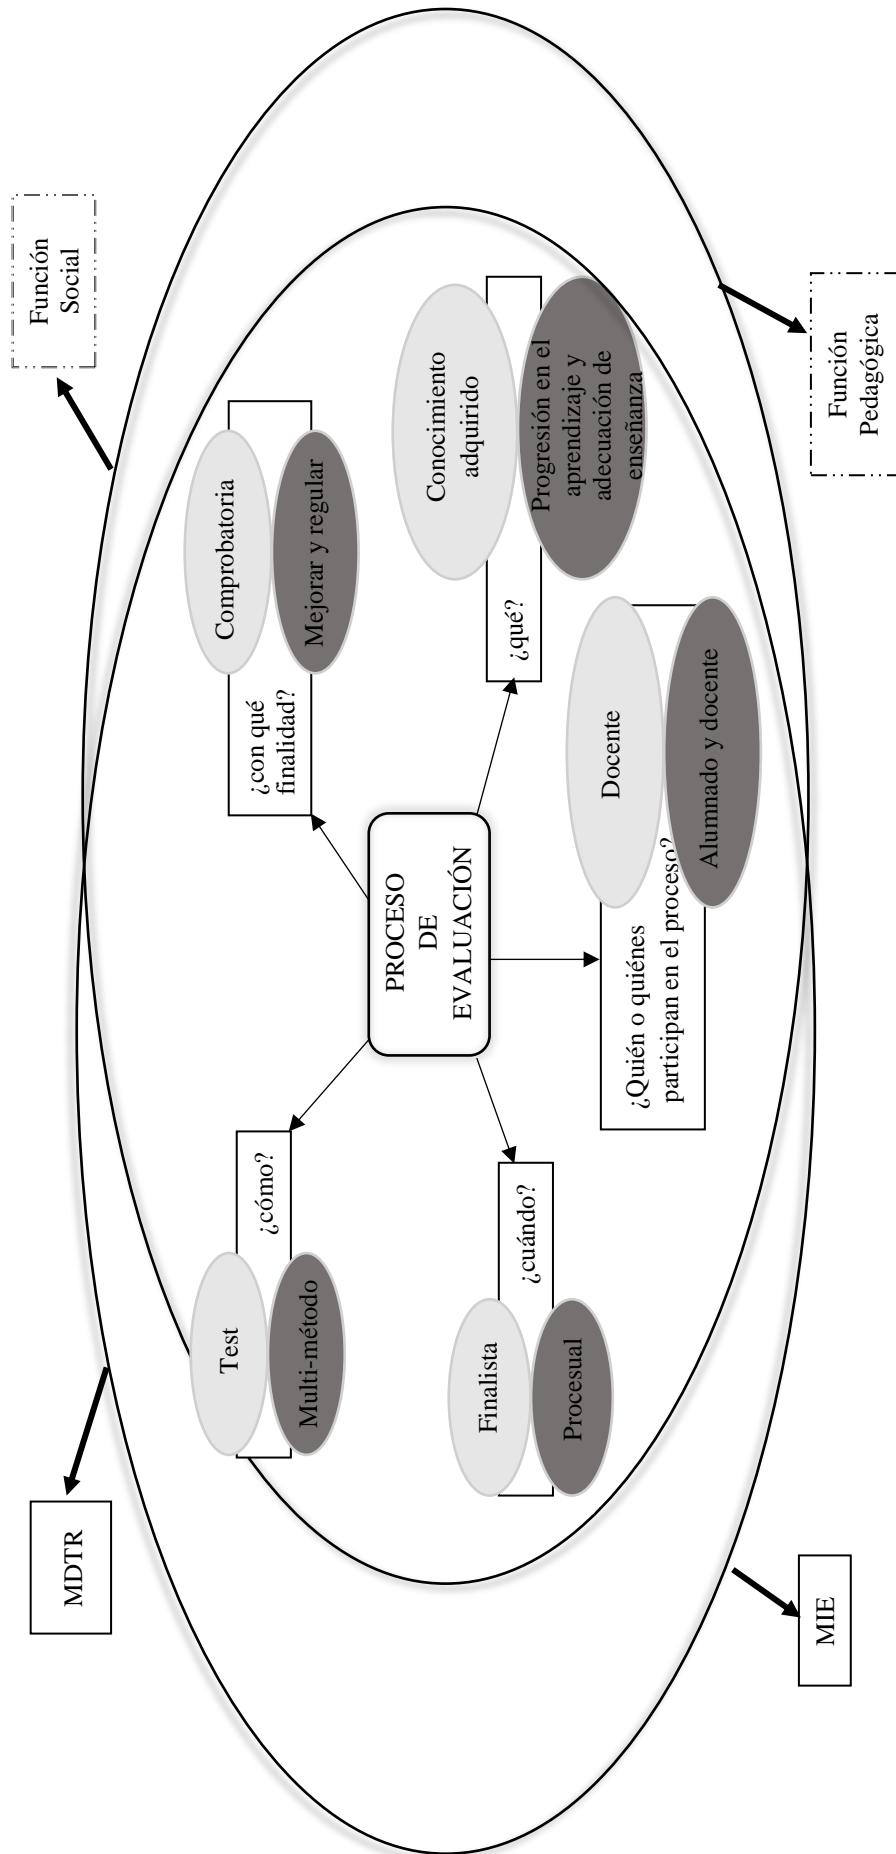 MDTR
Función
Social
Test
¿cómo?
Multi-método
Comprobatoria
¿con qué
finalidad?
Mejorar y regular
PROCESO
DE
EVALUACIÓN
Finalista
¿cuándo?
Procesual
Docente
¿Quién o quiénes
participan en el proceso?
Alumnado y docente
Conocimiento
adquirido
¿qué?
Progresión en el
aprendizaje y
adecuación de
enseñanza
MIE
Función
Pedagógica